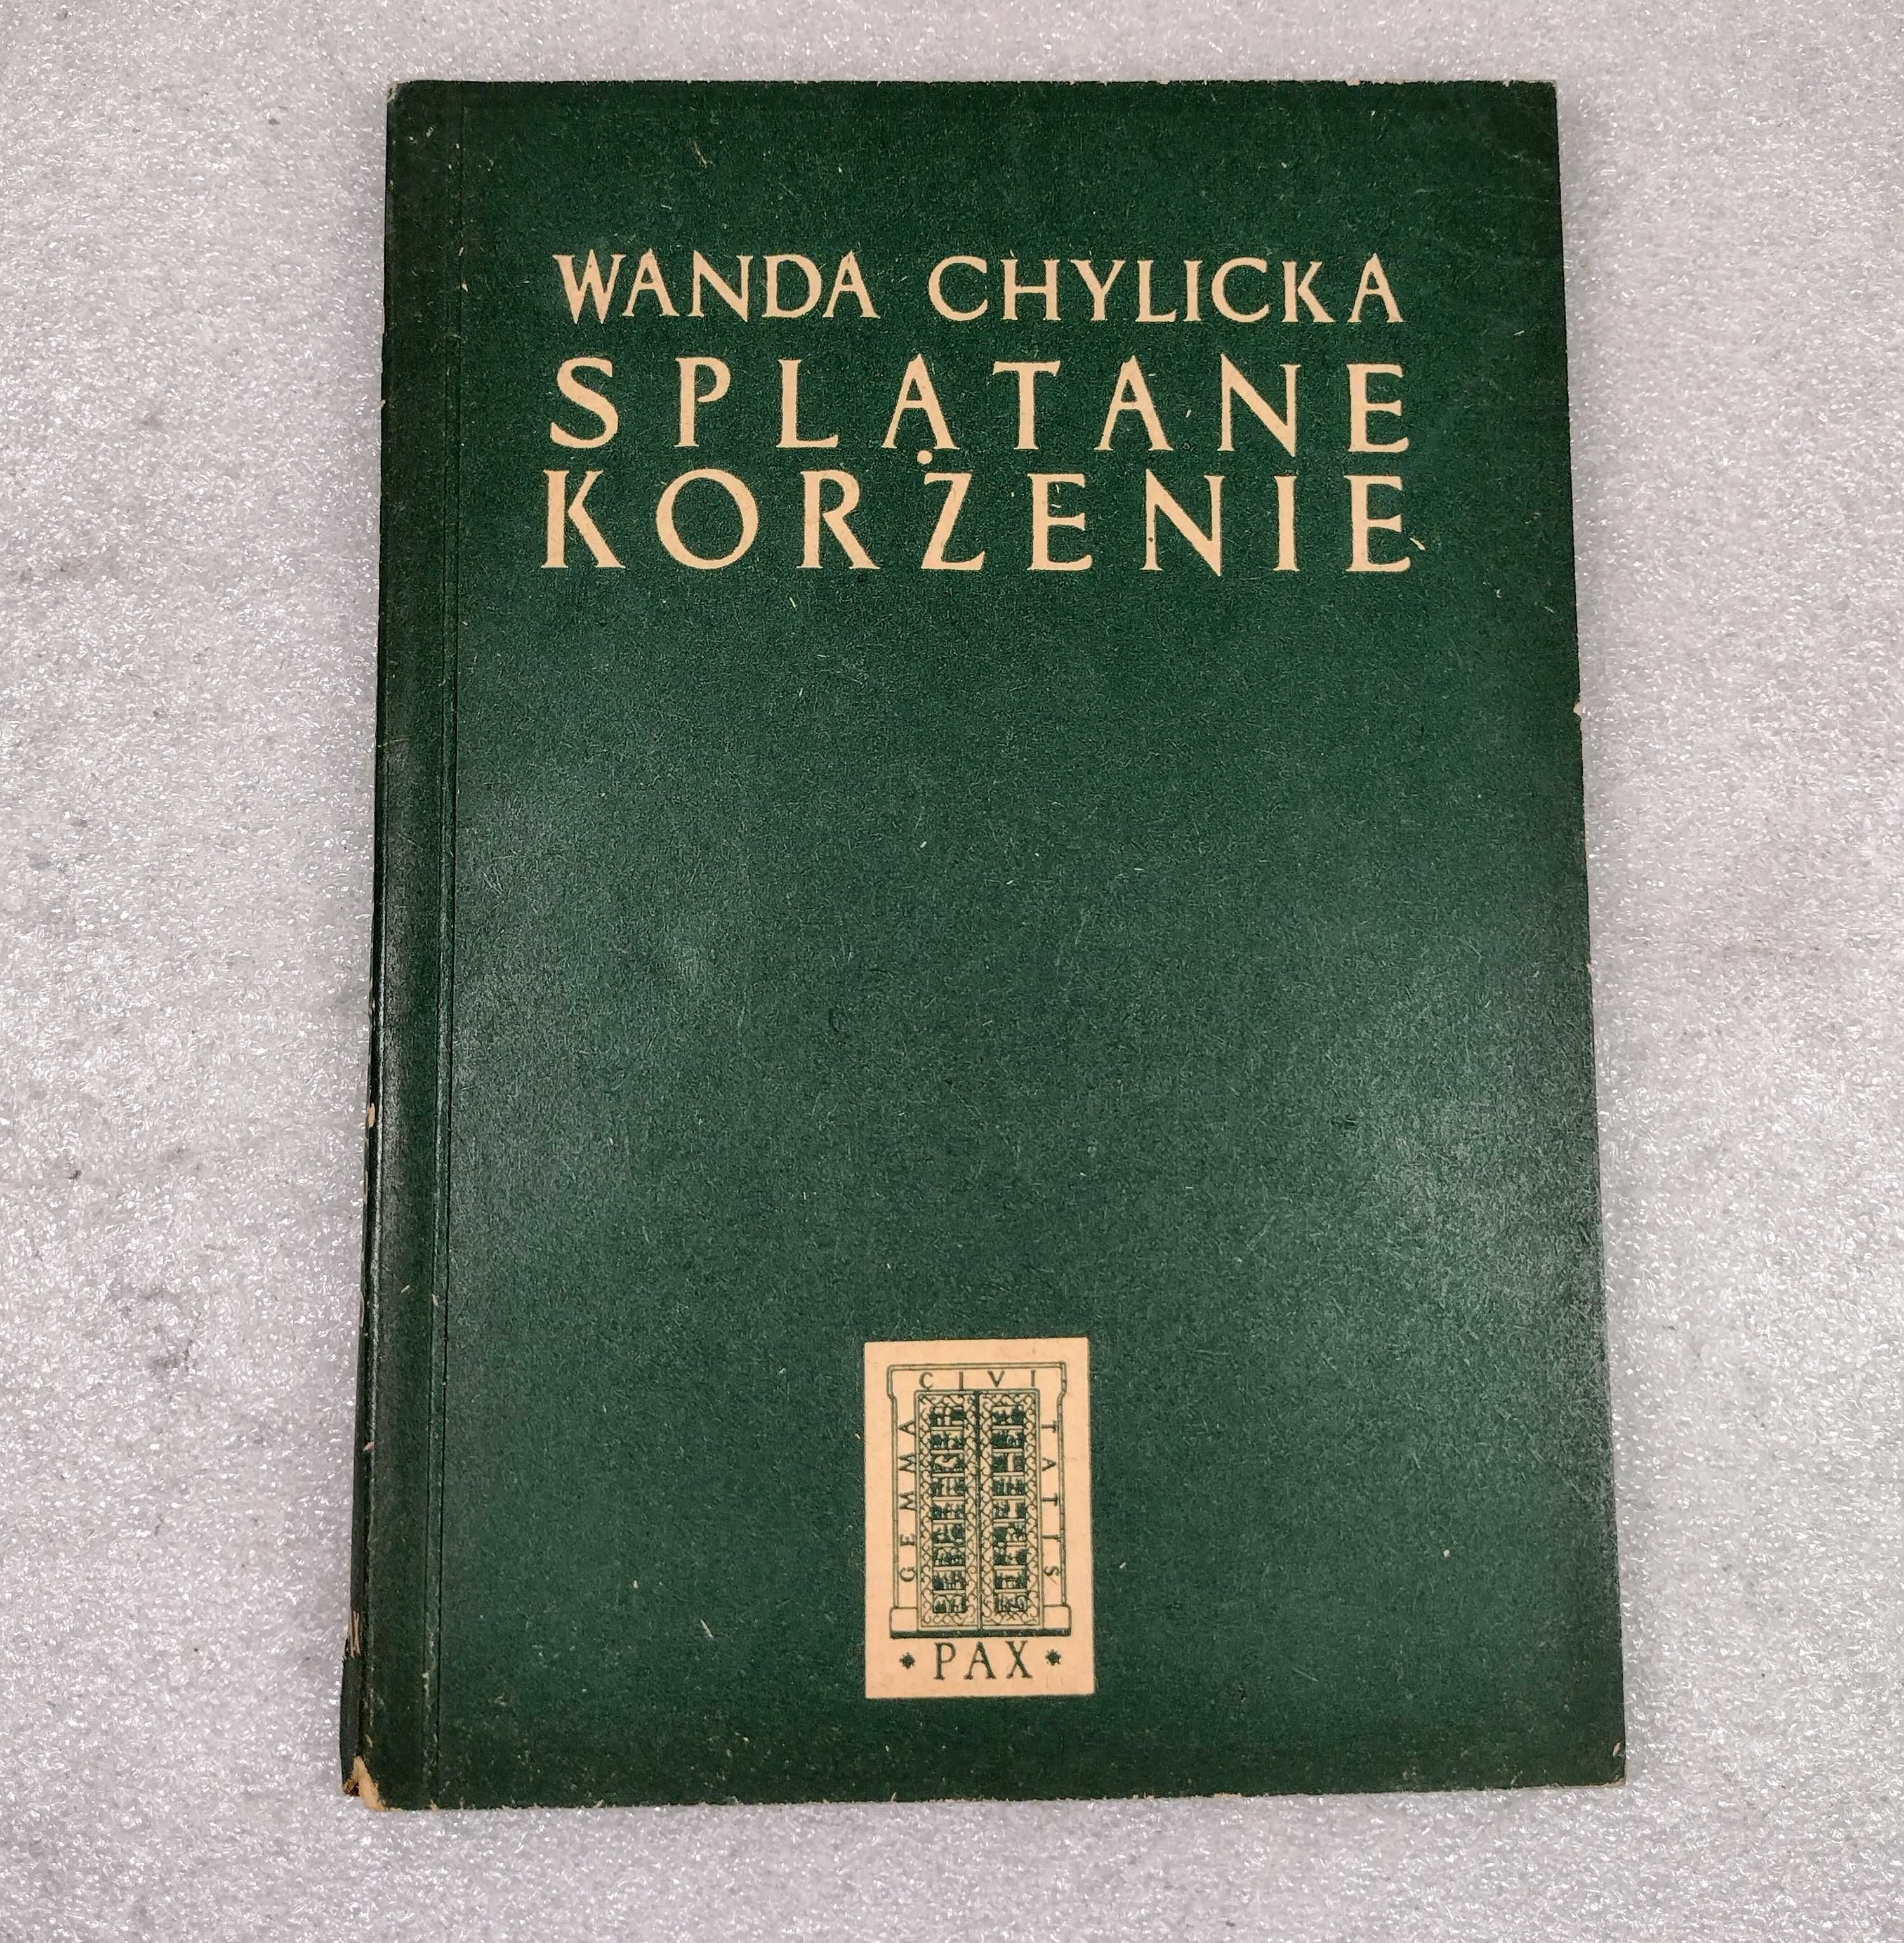 WANDA CHYLICKA
SPLĄTANE
KORZENIE
GEMMA CIVITATIS
* PAX *